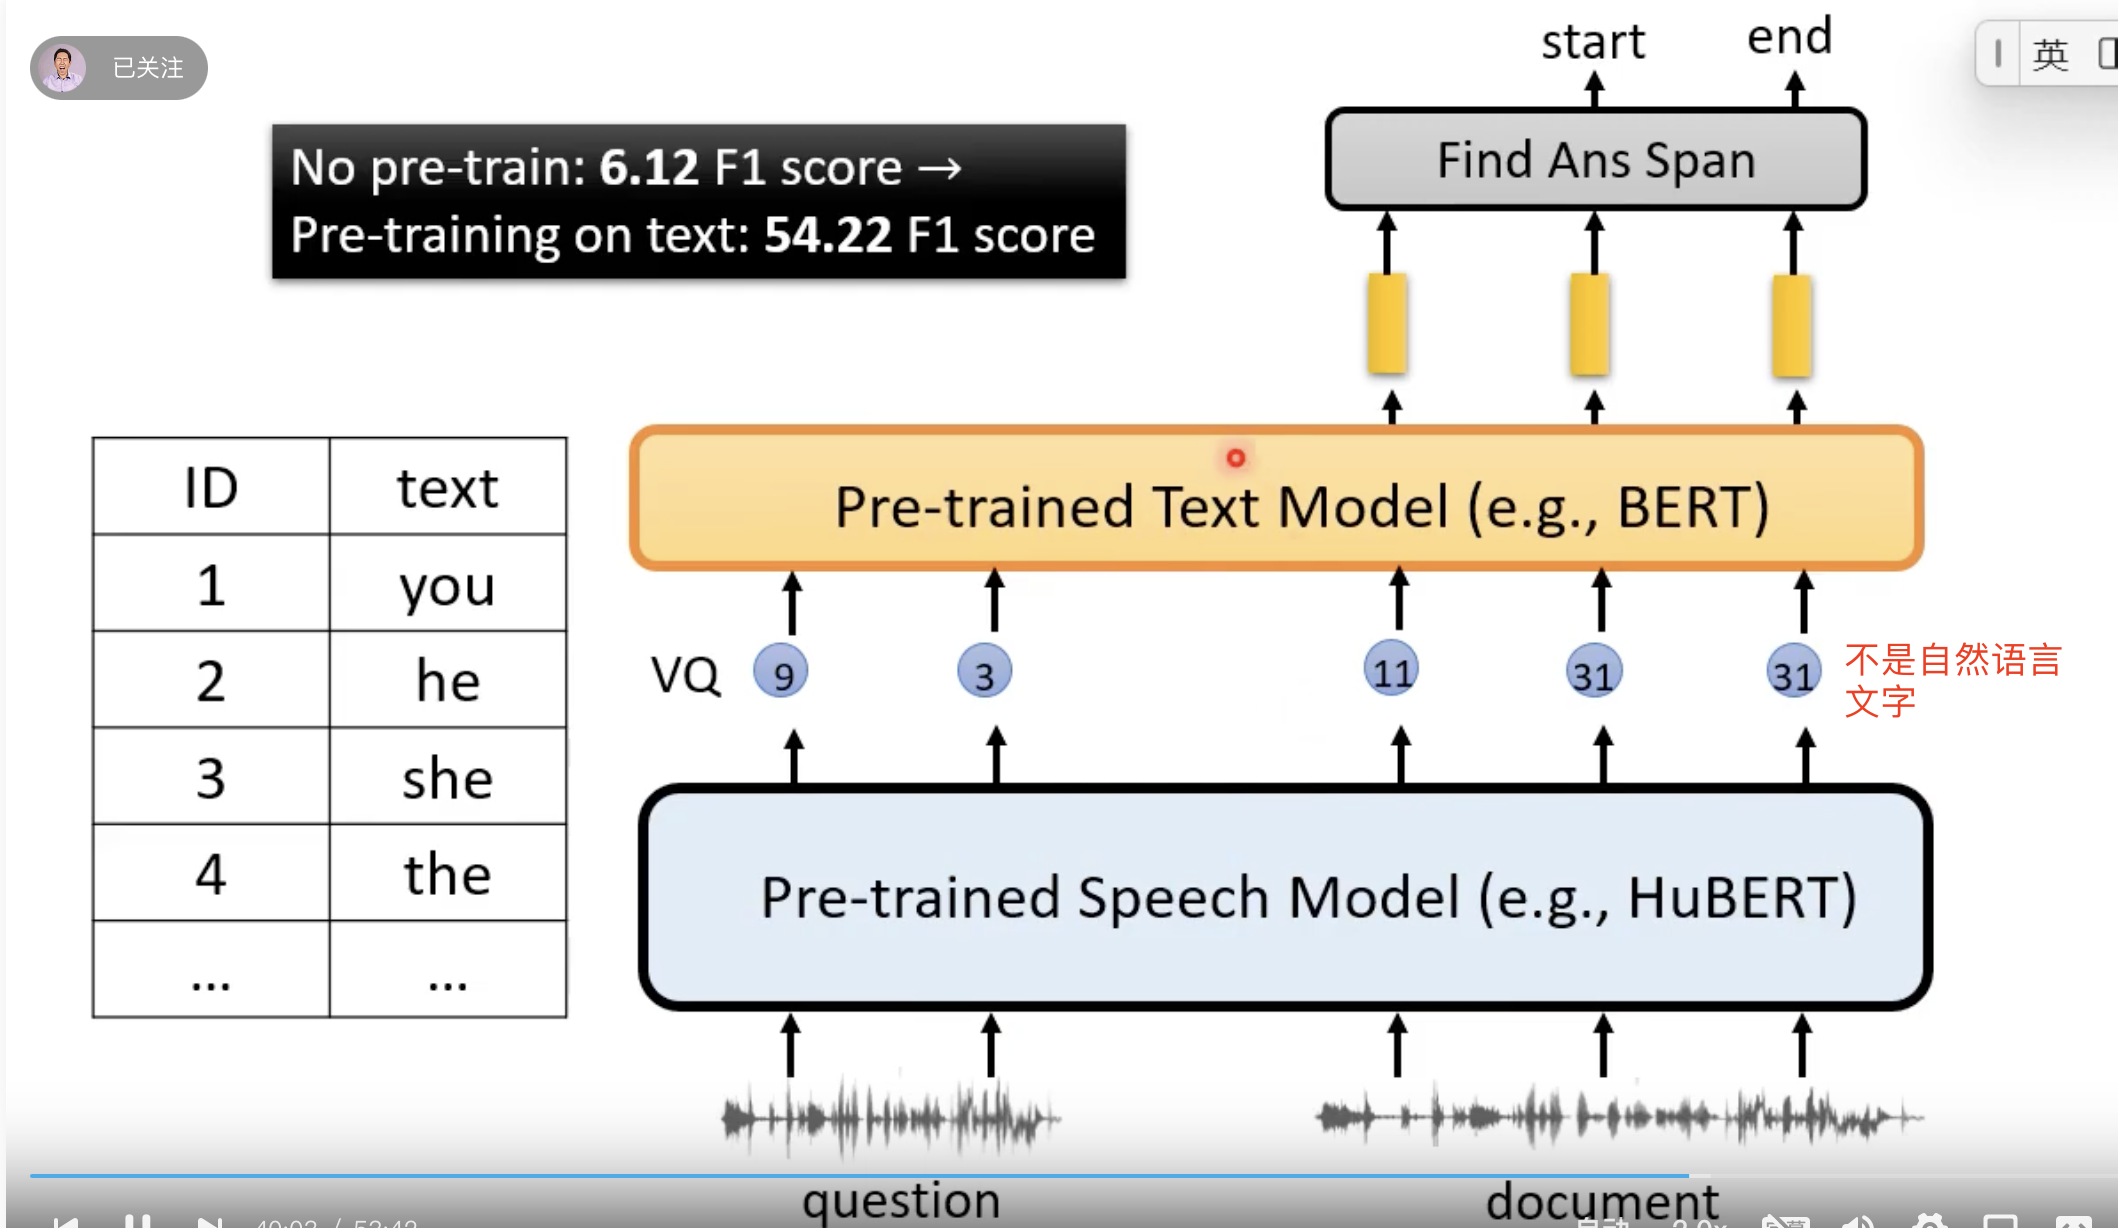 已关注
start end
英
No pre-train: 6.12 F1 score →
Pre-training on text: 54.22 F1 score
Find Ans Span
ID text
1 you
2 he
3 she
4 the
... ...
Pre-trained Text Model (e.g., BERT)
VQ 9 3 11 31 31
不是自然语言
文字
Pre-trained Speech Model (e.g., HuBERT)
question document